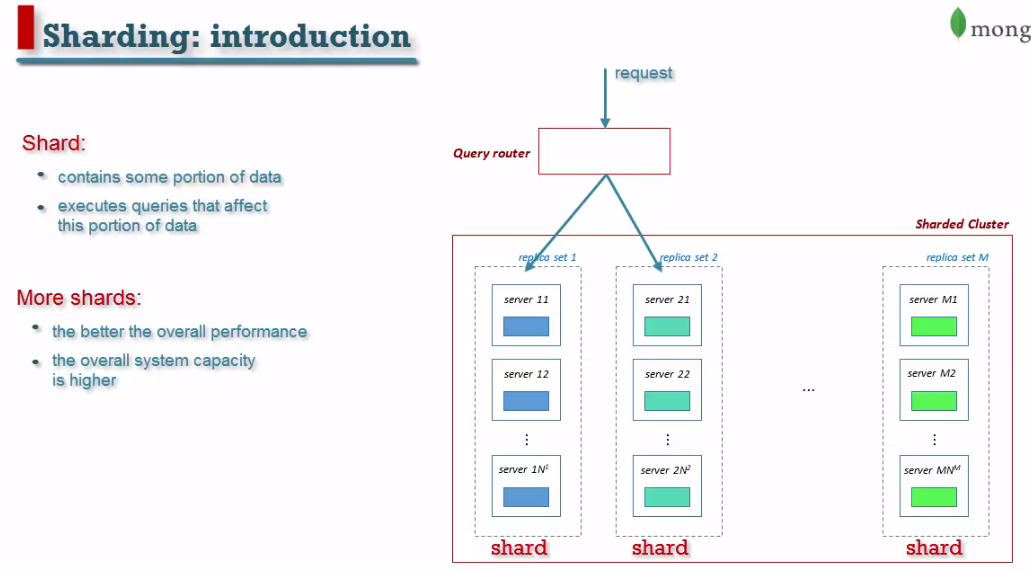 Sharding: introduction
mong
request
Query router
Shard:
• contains some portion of data
• executes queries that affect
this portion of data
More shards:
• the better the overall performance
• the overall system capacity
is higher
Sharded Cluster
replica set 1
replica set 2
replica set M
server 11
server 21
server M1
server 12
server 22
...
server M2
server 1N¹
server 2N²
server MNᴹ
shard
shard
shard